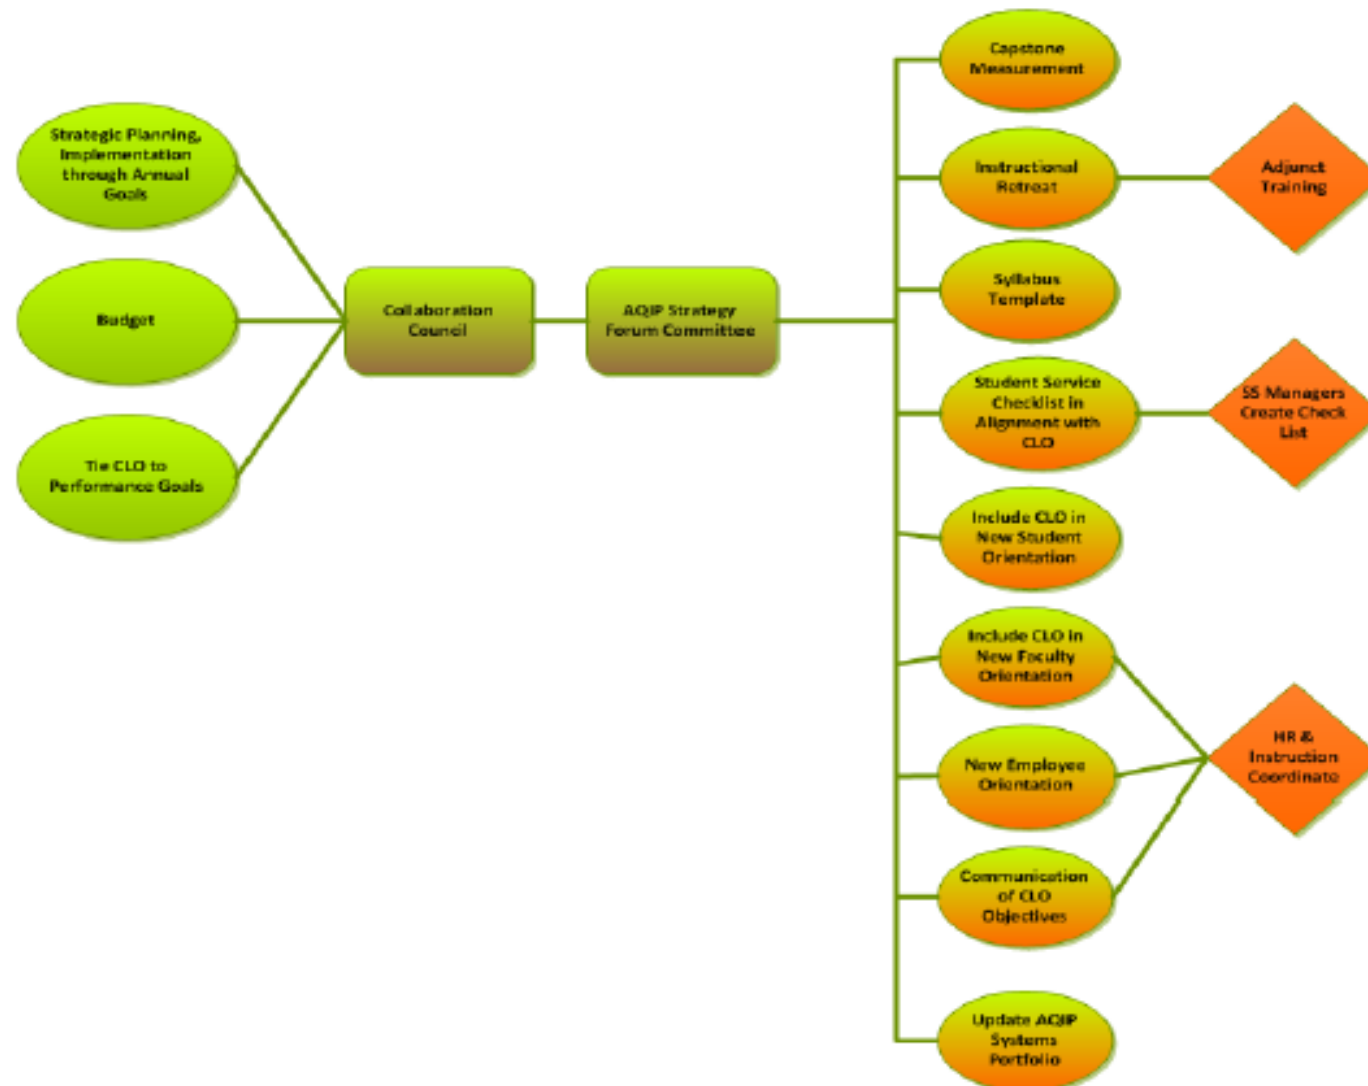 Strategic Planning,
Implementation
through Annual
Goals
Budget
Tie CLO to
Performance Goals
Collaboration
Council
AQIP Strategy
Forum Committee
Capstone
Measurement
Instructional
Retreat
Syllabus
Template
Student Service
Checklist in
Alignment with
CLO
Include CLO in
New Student
Orientation
Include CLO in
New Faculty
Orientation
New Employee
Orientation
Communication
of CLO
Objectives
Update AQIP
Systems
Portfolio
Adjunct
Training
SS Managers
Create Check
List
HR &
Instruction
Coordinate